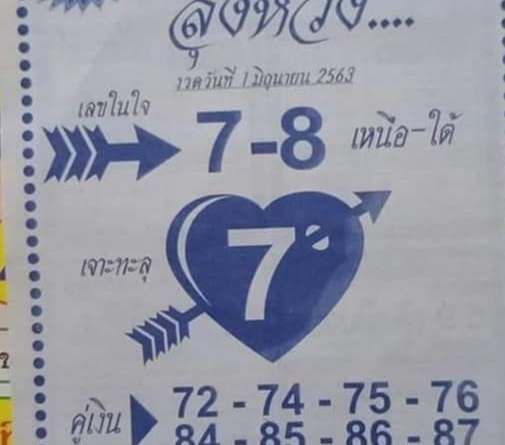 ลุงหวัง....
งวดวันที่ 1 มิถุนายน 2563
เลขในใจ
7-8 เหนือ-ใต้
เจาะทะลุ
7
คู่เงิน
72 - 74 - 75 - 76
84 - 85 - 86 - 87